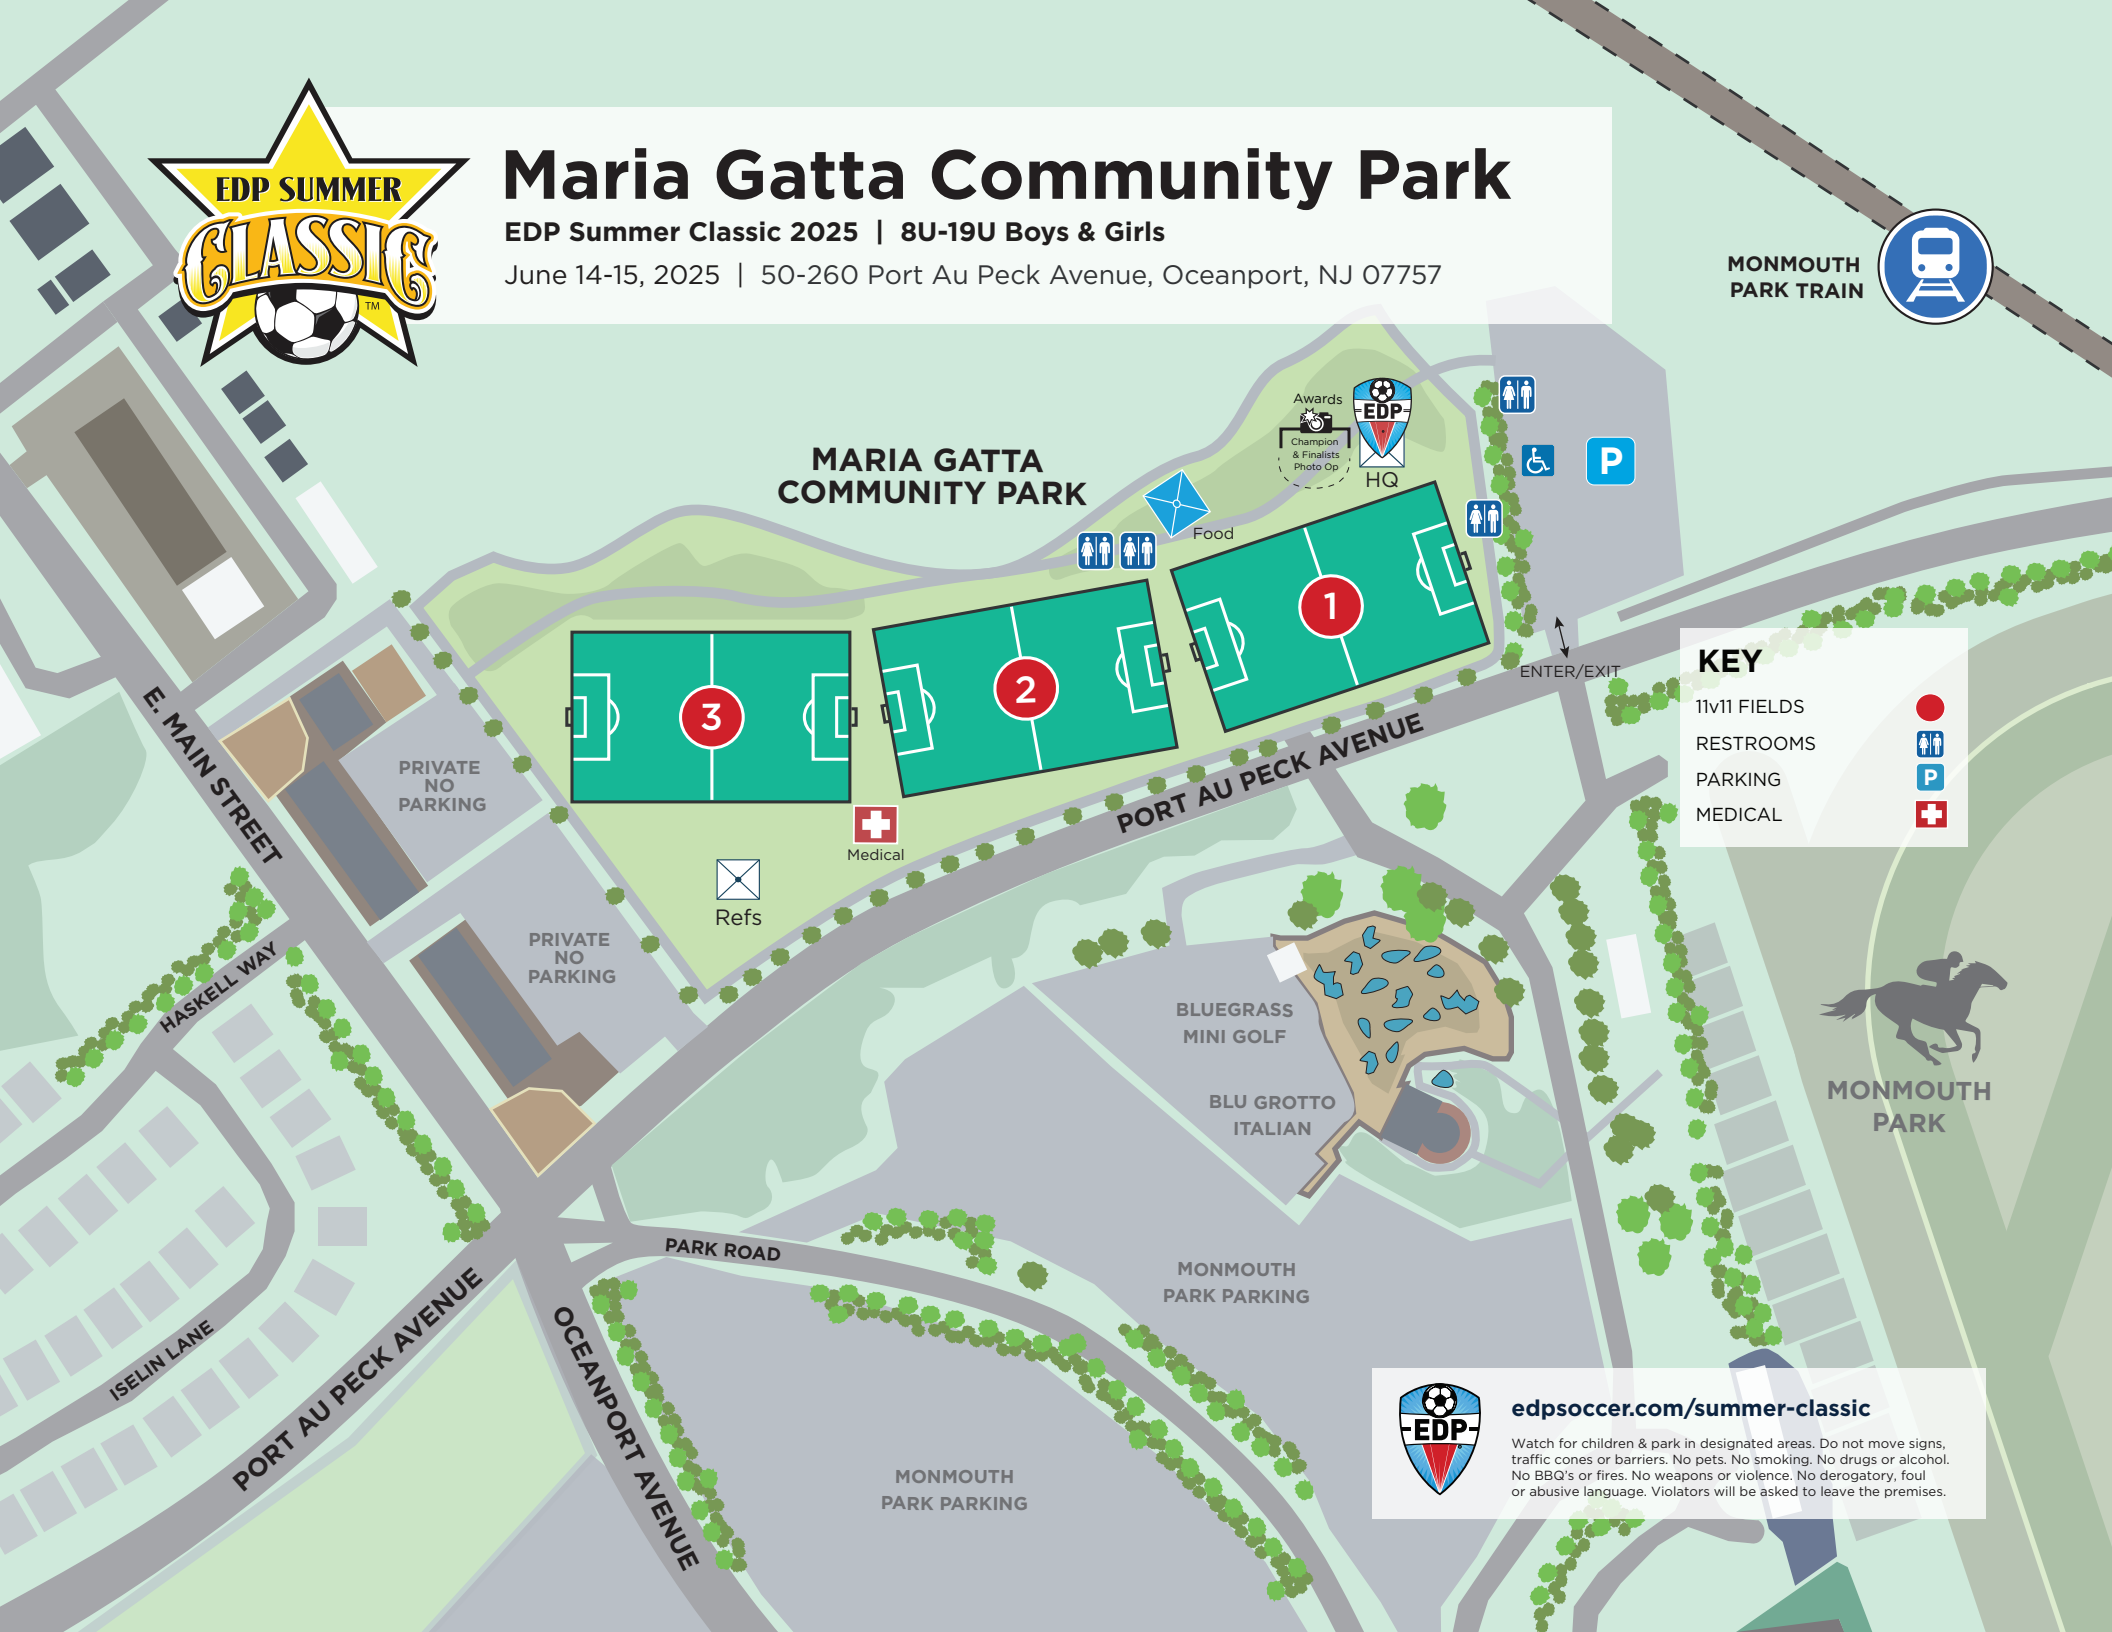 EDP SUMMER
CLASSIC
TM
Maria Gatta Community Park
EDP Summer Classic 2025 | 8U-19U Boys & Girls
June 14-15, 2025 | 50-260 Port Au Peck Avenue, Oceanport, NJ 07757
MONMOUTH
PARK TRAIN
MARIA GATTA
COMMUNITY PARK
Awards
Champion
& Finalists
Photo Op
EDP
HQ
Food
P
1
2
3
ENTER/EXIT
KEY
11v11 FIELDS
RESTROOMS
PARKING
P
MEDICAL
E. MAIN STREET
PRIVATE
NO
PARKING
PORT AU PECK AVENUE
Medical
Refs
PRIVATE
NO
PARKING
HASKELL WAY
BLUEGRASS
MINI GOLF
BLU GROTTO
ITALIAN
MONMOUTH
PARK
PARK ROAD
MONMOUTH
PARK PARKING
ISELIN LANE
PORT AU PECK AVENUE
OCEANPORT AVENUE
MONMOUTH
PARK PARKING
EDP
edpsoccer.com/summer-classic
Watch for children & park in designated areas. Do not move signs,
traffic cones or barriers. No pets. No smoking. No drugs or alcohol.
No BBQ's or fires. No weapons or violence. No derogatory, foul
or abusive language. Violators will be asked to leave the premises.